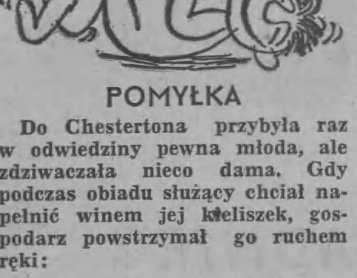 POMYŁKA
Do Chestertona przybyła raz
w odwiedziny pewna młoda, ale
zdziwaczała nieco dama. Gdy
podczas obiadu służący chciał na-
pełnić winem jej kieliszek, gos-
podarz powstrzymał go ruchem
ręki: